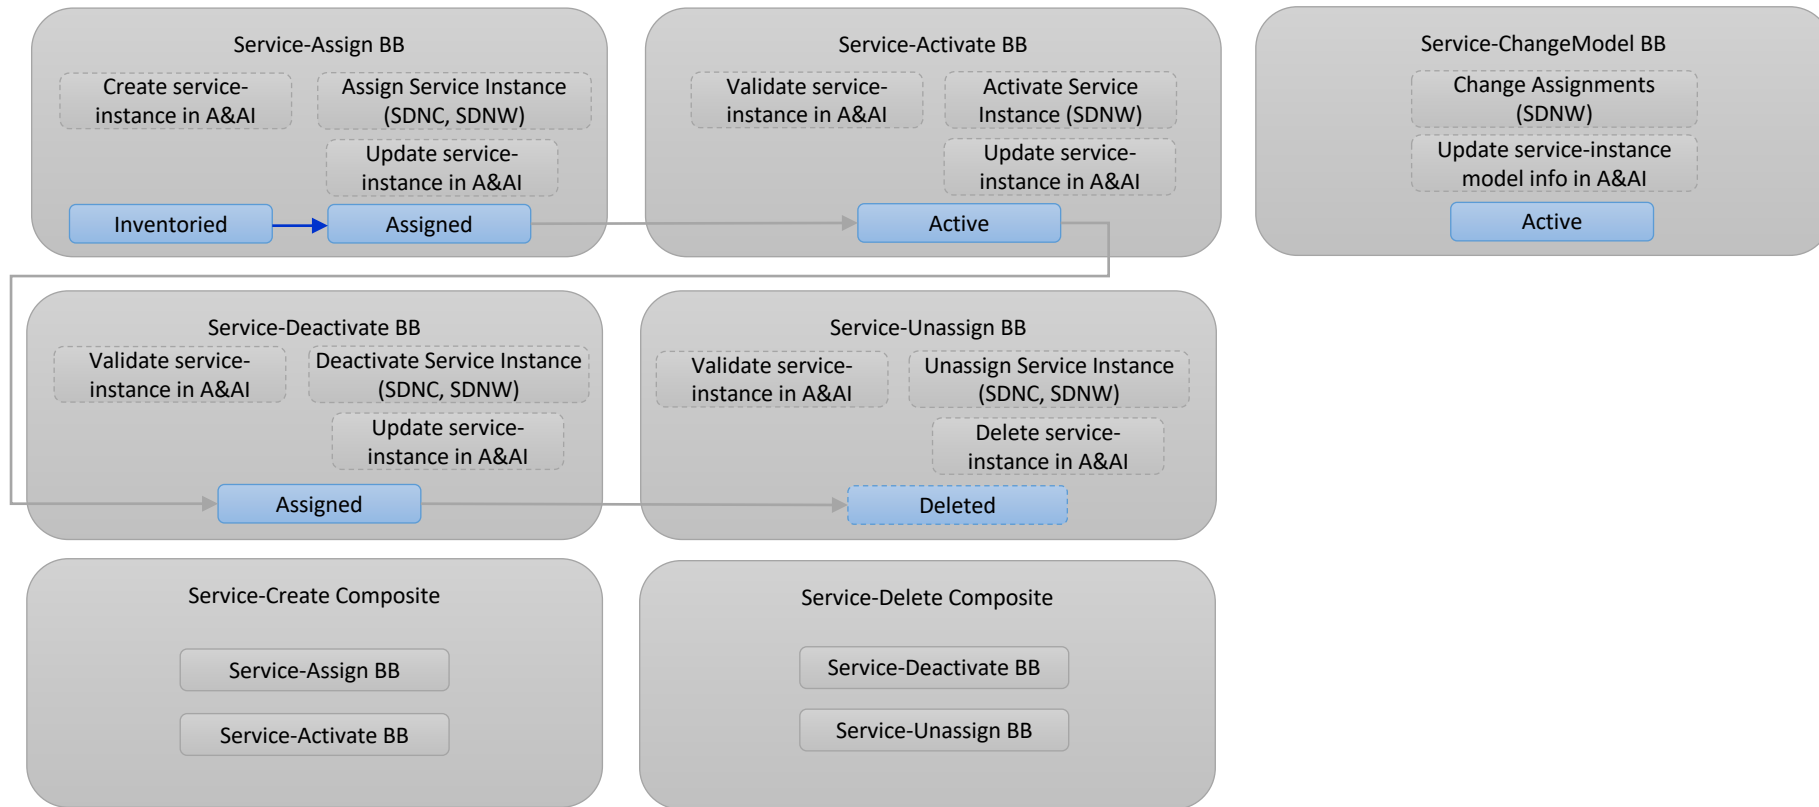 Service-Assign BB
Create service-
instance in A&AI
Assign Service Instance
(SDNC, SDNW)
Update service-
instance in A&AI
Inventoried
Assigned
Service-Activate BB
Validate service-
instance in A&AI
Activate Service
Instance (SDNW)
Update service-
instance in A&AI
Active
Service-ChangeModel BB
Change Assignments
(SDNW)
Update service-instance
model info in A&AI
Active
Service-Deactivate BB
Validate service-
instance in A&AI
Deactivate Service Instance
(SDNC, SDNW)
Update service-
instance in A&AI
Assigned
Service-Unassign BB
Validate service-
instance in A&AI
Unassign Service Instance
(SDNC, SDNW)
Delete service-
instance in A&AI
Deleted
Service-Create Composite
Service-Assign BB
Service-Activate BB
Service-Delete Composite
Service-Deactivate BB
Service-Unassign BB